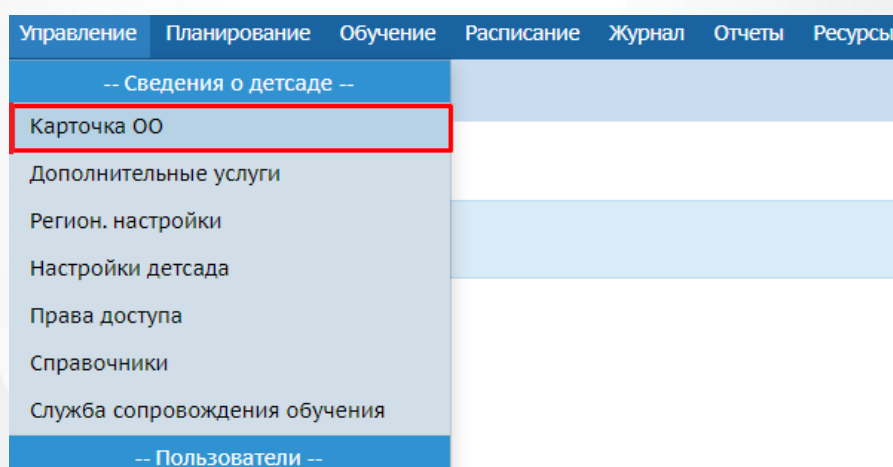 Управление Планирование Обучение Расписание Журнал Отчеты Ресурсы
-- Сведения о детсаде --
Карточка ОО
Дополнительные услуги
Регион. настройки
Настройки детсада
Права доступа
Справочники
Служба сопровождения обучения
-- Пользователи --